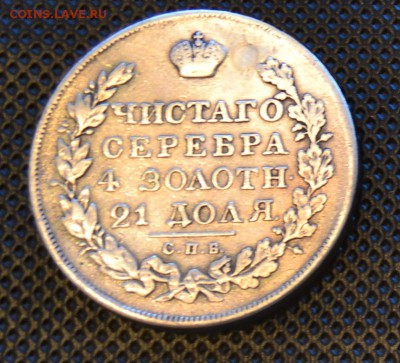 COINS.LAVE.RU
ЧИСТАГО
СЕРЕБРА
4 ЗОЛОТН.
21 ДОЛЯ
С.П.Б.